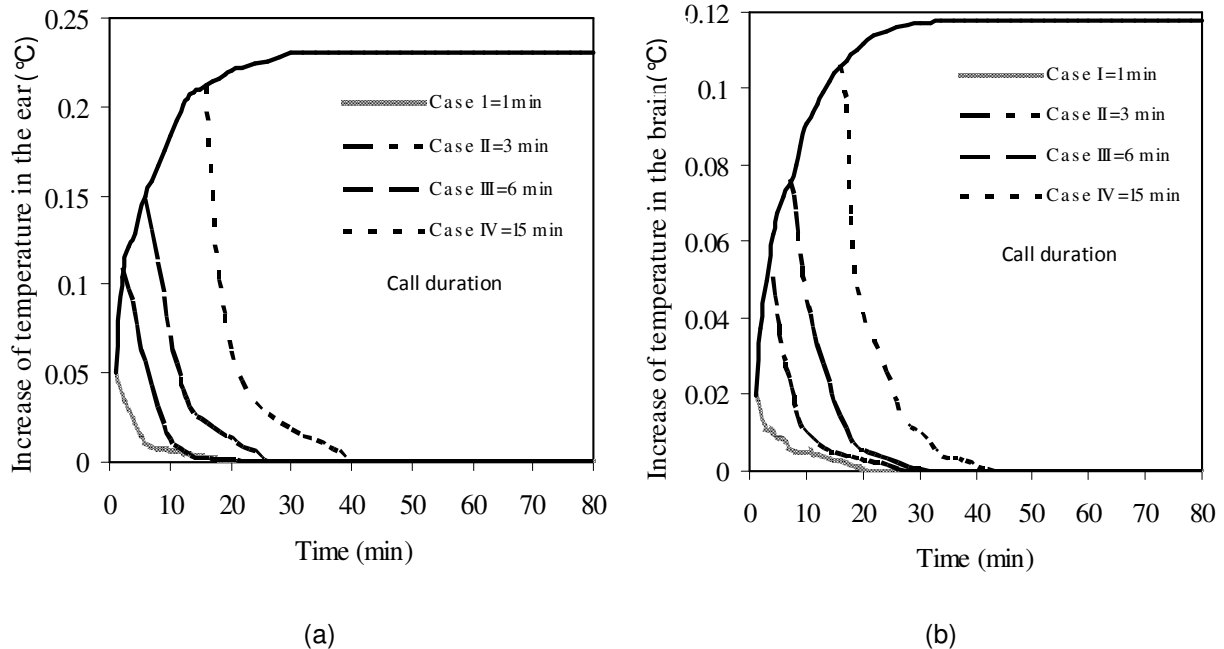 Increase of temperature in the ear (°C)
0.25
0.2
0.15
0.1
0.05
0
Case 1=1min
Case II=3 min
Case III=6 min
Case IV=15 min
Call duration
0 10 20 30 40 50 60 70 80
Time (min)
(a)
Increase of temperature in the brain(°C)
0.12
0.1
0.08
0.06
0.04
0.02
0
Case I=1min
Case II=3 min
Case III=6 min
Case IV=15 min
Call duration
0 10 20 30 40 50 60 70 80
Time (min)
(b)